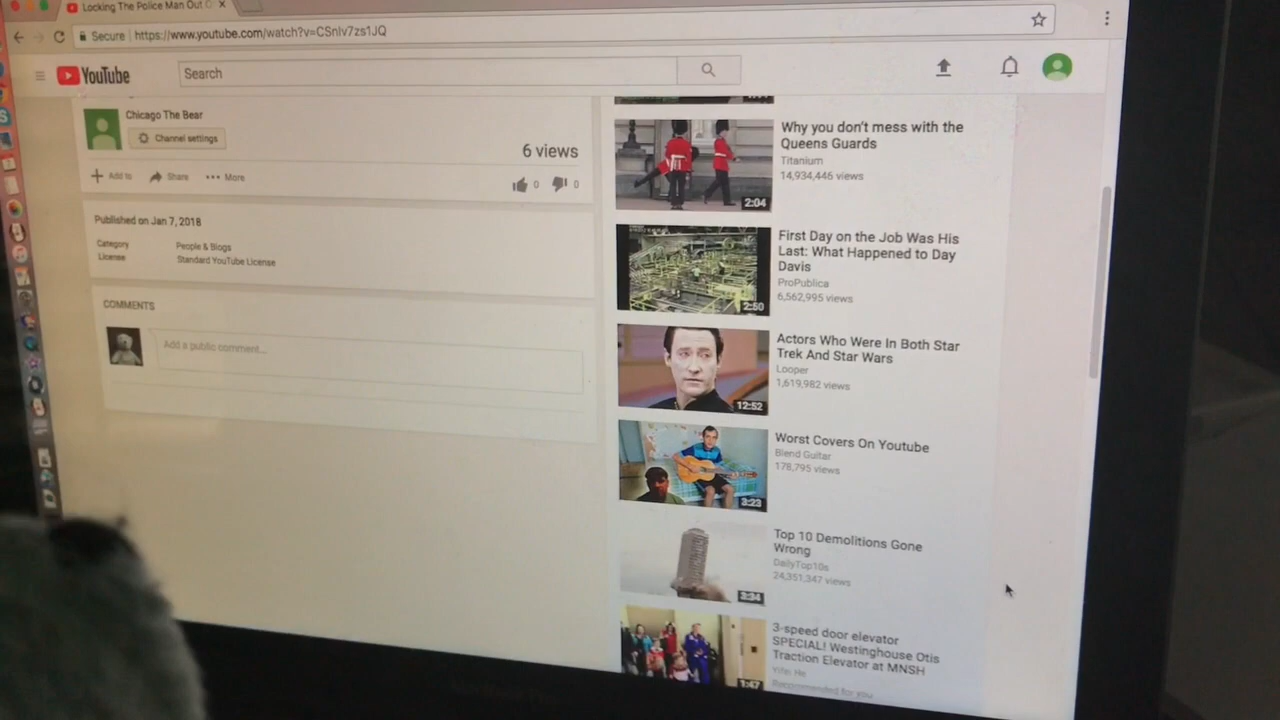 Locking The Police Man Out
Secure https://www.youtube.com/watch?v=CSnlv7zs1JQ
YouTube
Search
Chicago The Bear
Channel settings
6 views
Add to Share More
0 0
Published on Jan 7, 2018
Category People & Blogs
License Standard YouTube License
COMMENTS
Add a public comment...
Why you don't mess with the
Queens Guards
Titanium
14,934,446 views
2:04
First Day on the Job Was His
Last: What Happened to Day
Davis
ProPublica
6,562,995 views
2:50
Actors Who Were In Both Star
Trek And Star Wars
Looper
1,619,982 views
12:52
Worst Covers On Youtube
Blend Guitar
178,795 views
3:23
Top 10 Demolitions Gone
Wrong
DailyTop10s
24,351,347 views
3:34
3-speed door elevator
SPECIAL! Westinghouse Otis
Traction Elevator at MNSH
Recommended for you
1:47